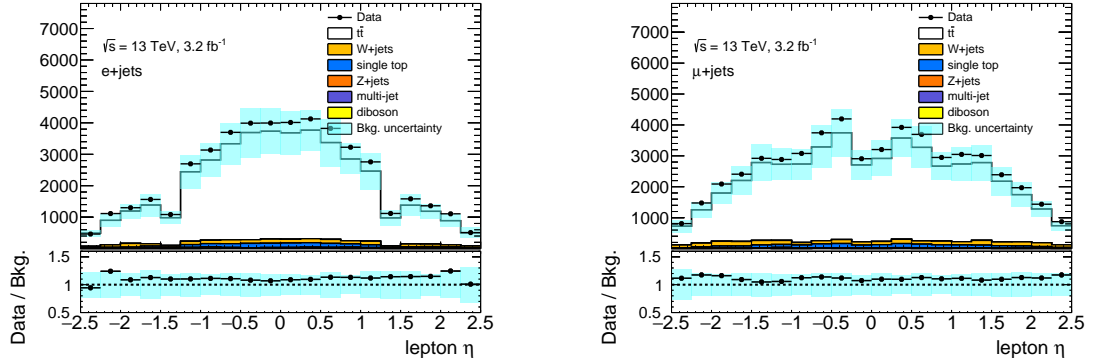 7000
6000
5000
4000
3000
2000
1000
√s = 13 TeV, 3.2 fb-1
e+jets
Data
tt̄
W+jets
single top
Z+jets
multi-jet
diboson
Bkg. uncertainty
Data / Bkg.
1.5
1
0.5
−2.5 −2 −1.5 −1 −0.5 0 0.5 1 1.5 2 2.5
lepton η
7000
6000
5000
4000
3000
2000
1000
√s = 13 TeV, 3.2 fb-1
μ+jets
Data
tt̄
W+jets
single top
Z+jets
multi-jet
diboson
Bkg. uncertainty
Data / Bkg.
1.5
1
0.5
−2.5 −2 −1.5 −1 −0.5 0 0.5 1 1.5 2 2.5
lepton η